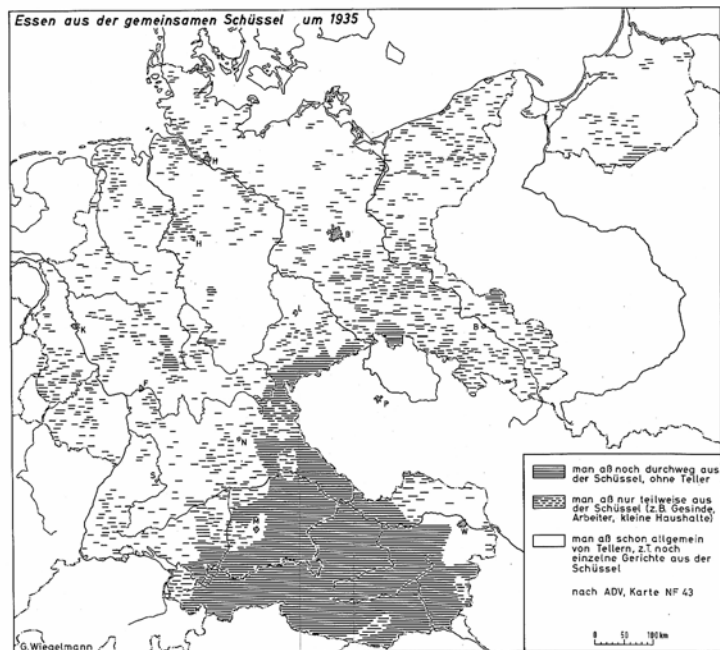 Essen aus der gemeinsamen Schüssel um 1935
H
H
B
K
L
B
F
P
N
S
M
W
man aß noch durchweg aus
der Schüssel, ohne Teller
man aß nur teilweise aus
der Schüssel (z.B. Gesinde,
Arbeiter, kleine Haushalte)
man aß schon allgemein
von Tellern, z.T. noch
einzelne Gerichte aus der
Schüssel
nach ADV, Karte NF 43
0 50 100 km
G. Wiegelmann